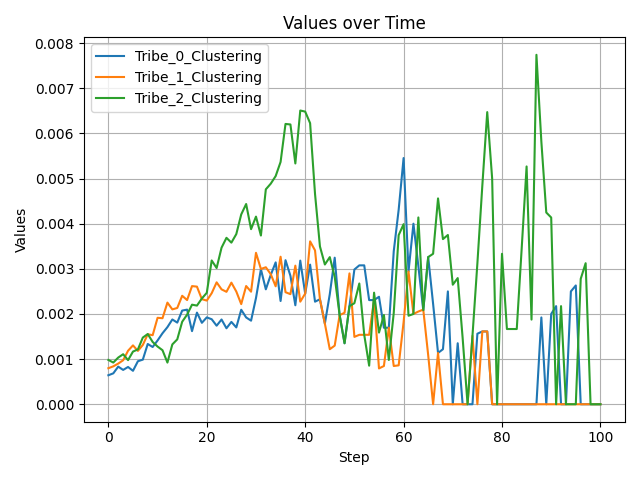 Values over Time
Tribe_0_Clustering
Tribe_1_Clustering
Tribe_2_Clustering
0.008
0.007
0.006
0.005
0.004
0.003
0.002
0.001
0.000
Values
0 20 40 60 80 100
Step